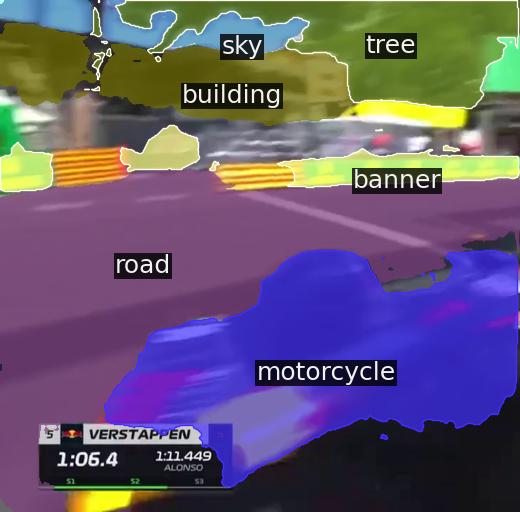 sky
tree
building
banner
road
motorcycle
5 VERSTAPPEN
1:06.4 1:11.449
ALONSO
S1 S2 S3